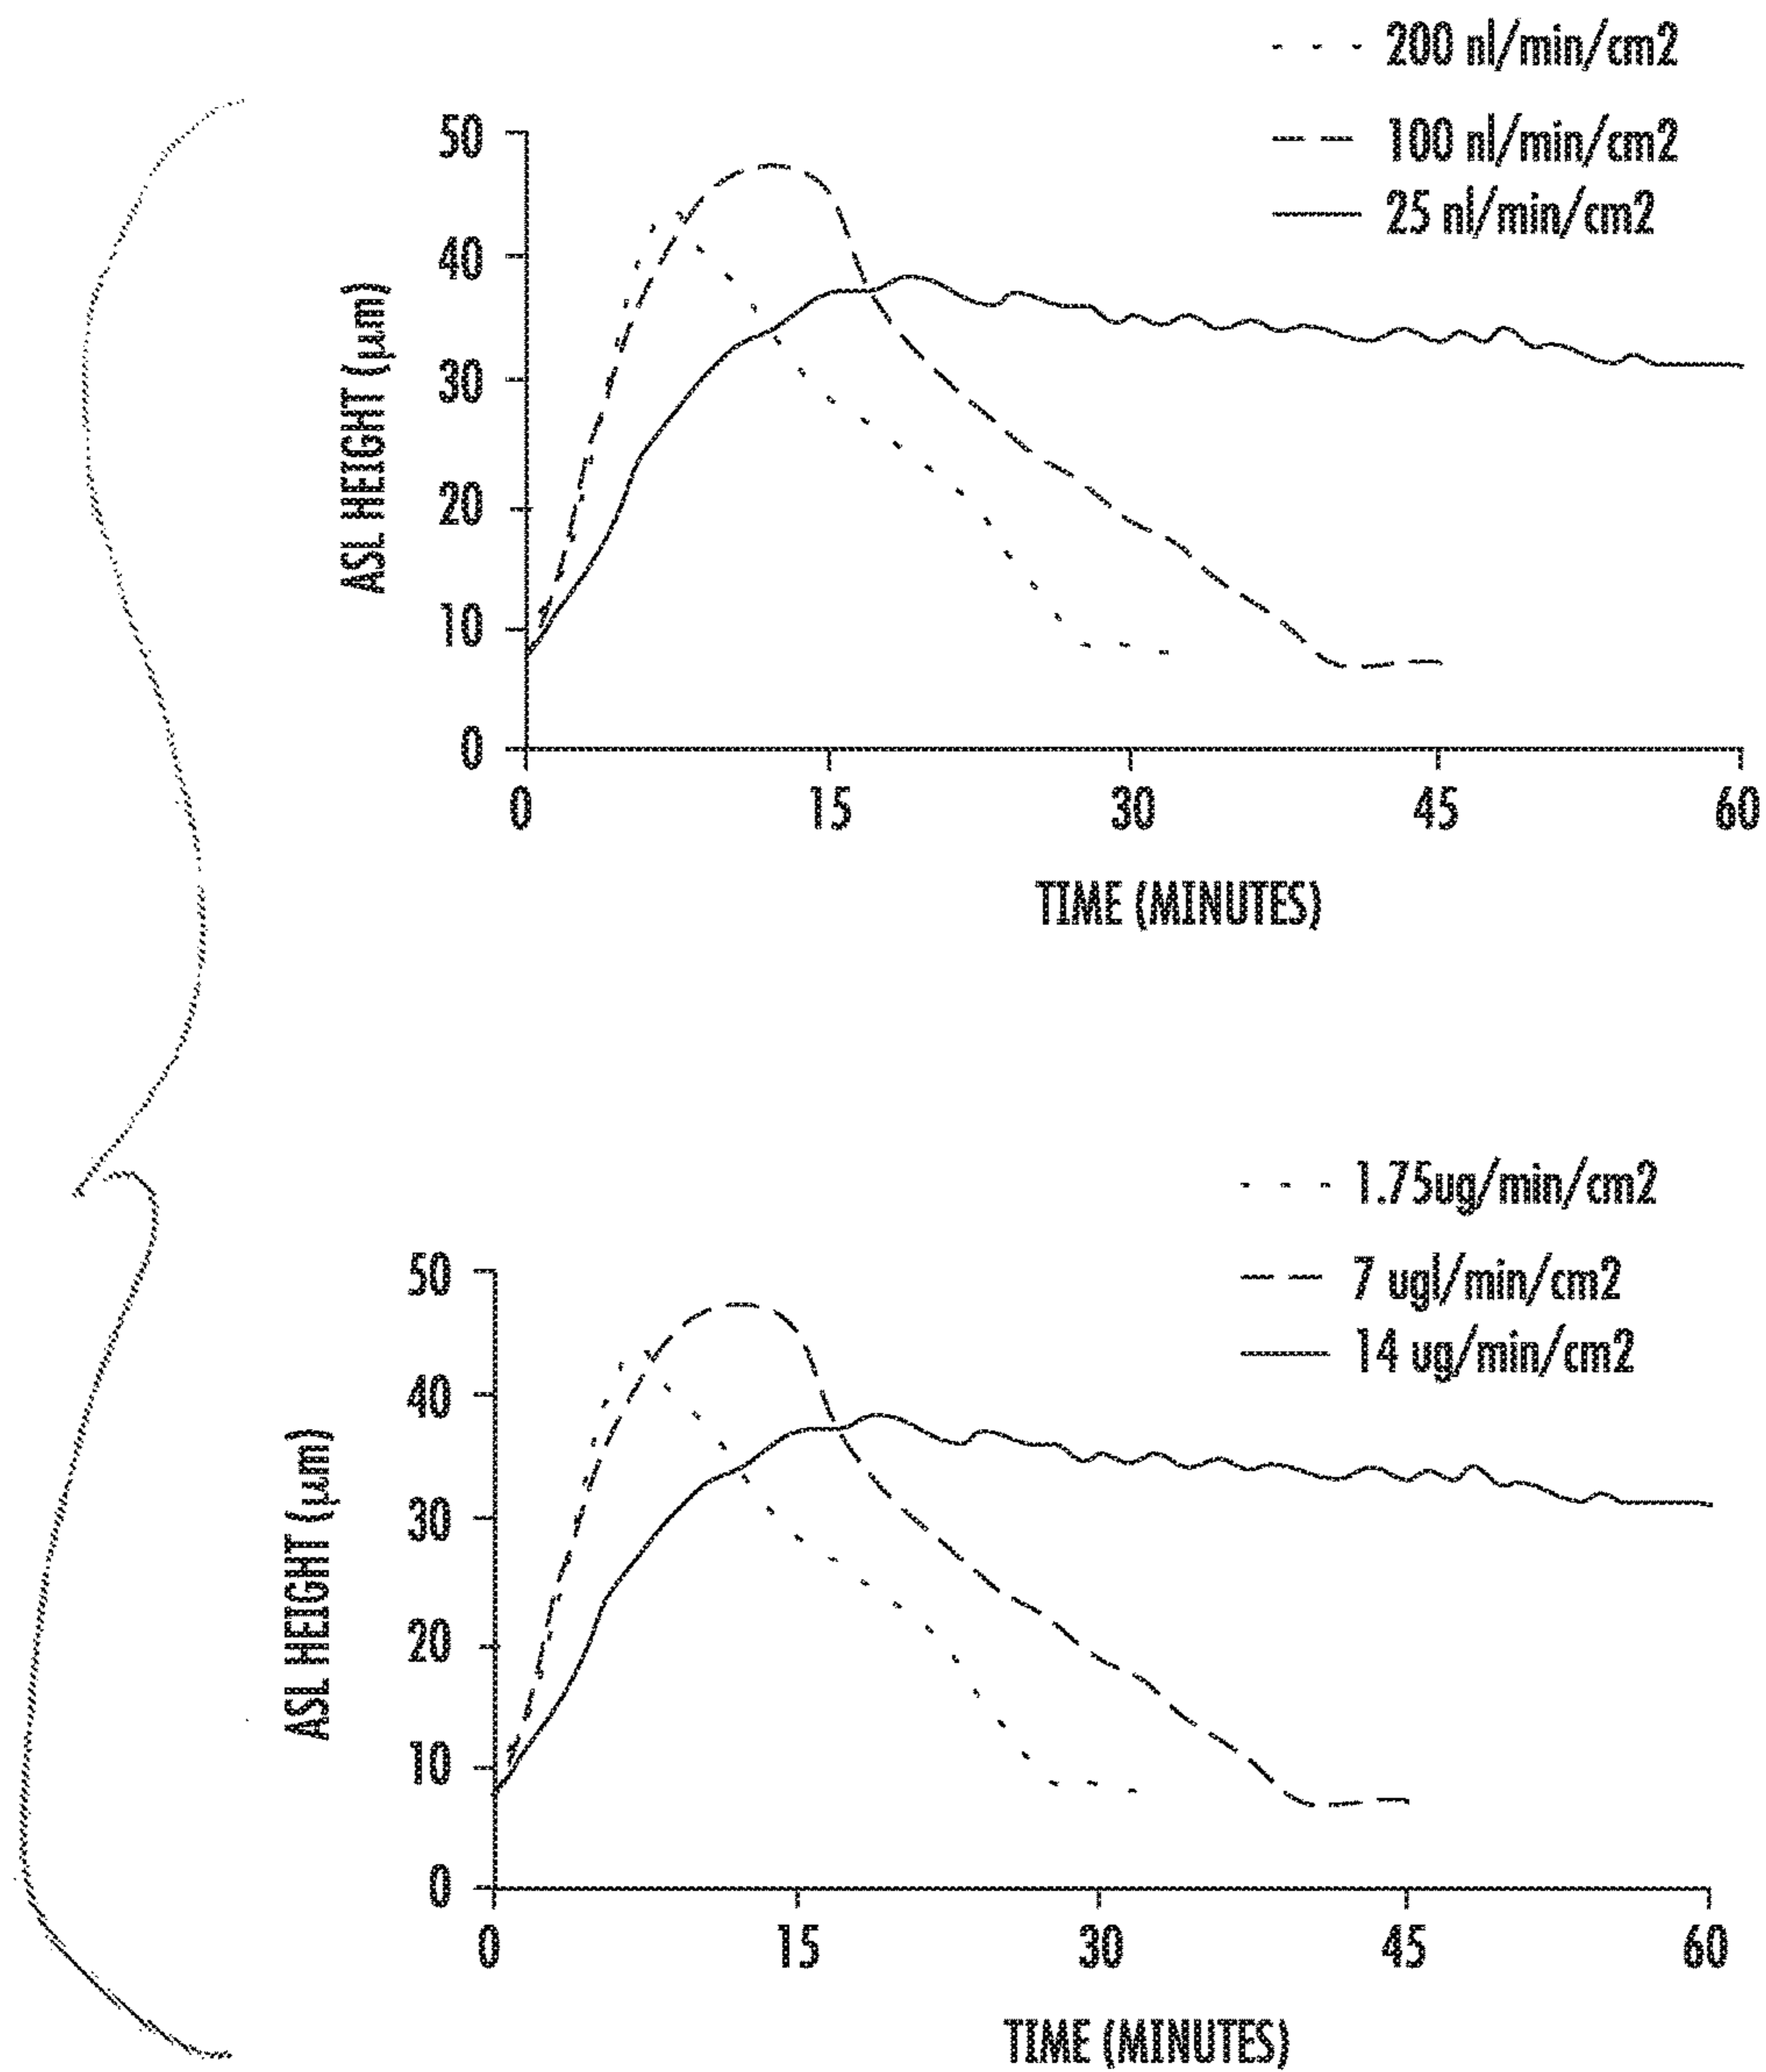 200 nl/min/cm2
100 nl/min/cm2
25 nl/min/cm2
50
40
30
20
10
0
ASL HEIGHT (µm)
0 15 30 45 60
TIME (MINUTES)
1.75ug/min/cm2
7 ugl/min/cm2
14 ug/min/cm2
50
40
30
20
10
0
ASL HEIGHT (µm)
0 15 30 45 60
TIME (MINUTES)